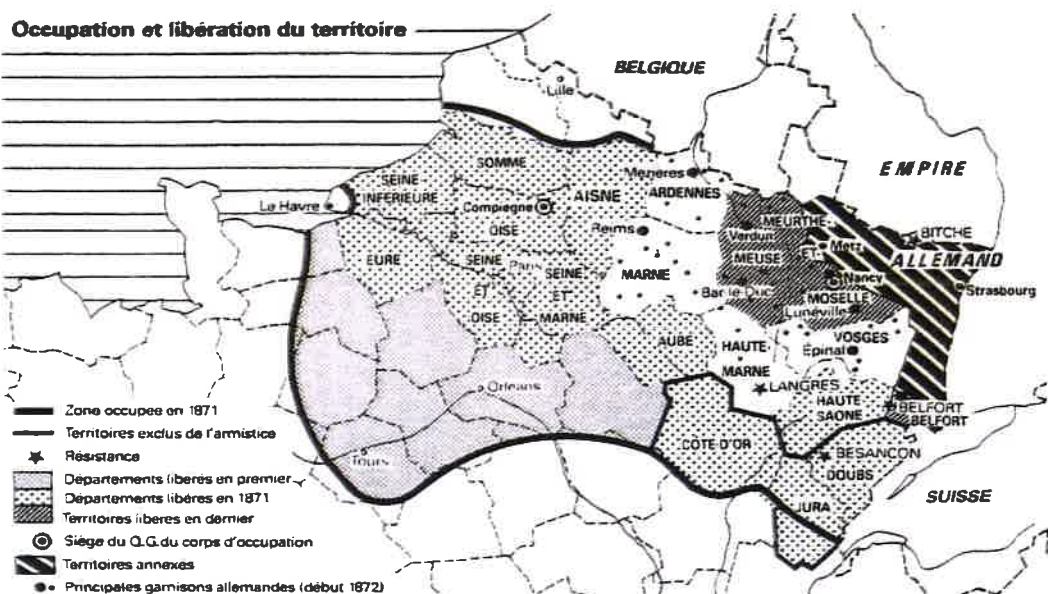 Occupation et libération du territoire
BELGIQUE
Lille
EMPIRE
ALLEMAND
SOMME
Mézières
ARDENNES
SEINE
INFERIEURE
AISNE
Le Havre
Compiegne
OISE
Reims
MEURTHE
Verdun
ET
Metz
BITCHE
MEUSE
EURE
SEINE
Paris
SEINE
MARNE
Nancy
Strasbourg
ET
ET
Bar-le-Duc
MOSELLE
OISE
MARNE
Lunéville
AUBE
HAUTE
VOSGES
Epinal
MARNE
Orléans
LANGRES
HAUTE
SAONE
BELFORT
BELFORT
CÔTE D'OR
BESANCON
Tours
DOUBS
JURA
SUISSE
Zone occupée en 1871
Territoires exclus de l'armistice
Résistance
Départements libérés en premier
Départements libérés en 1871
Territoires libérés en dernier
Siège du Q.G. du corps d'occupation
Territoires annexés
Principales garnisons allemandes (début 1872)